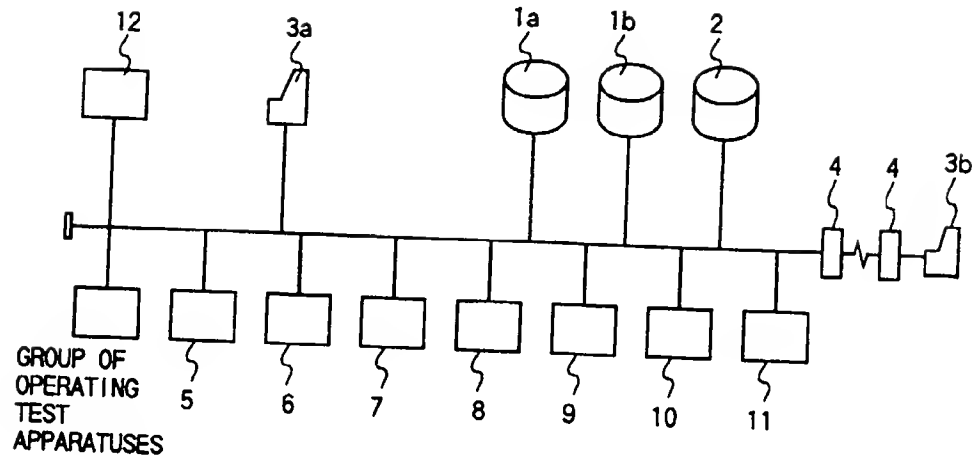 12
3a
1a
1b
2
4
4
3b
GROUP OF
OPERATING
TEST
APPARATUSES
5
6
7
8
9
10
11